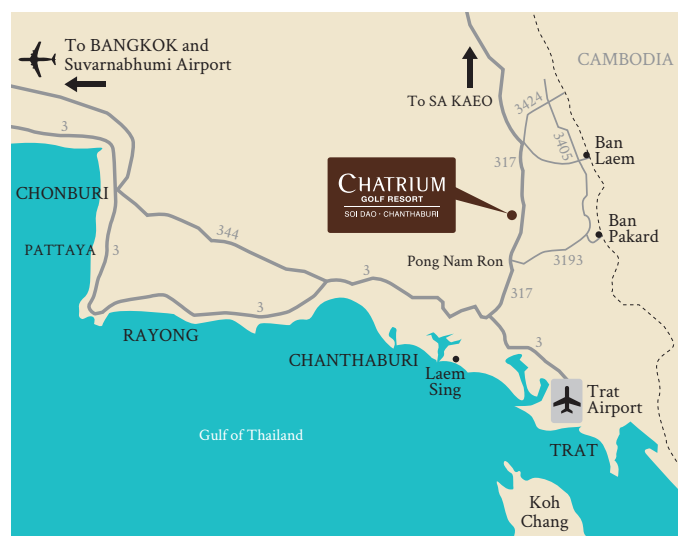 To BANGKOK and
Suvarnabhumi Airport
CAMBODIA
To SA KAEO
3424
3405
3
Ban
Laem
317
CHATRIUM
GOLF RESORT
SOI DAO · CHANTHABURI
CHONBURI
Ban
Pakard
344
PATTAYA
3
Pong Nam Ron
3193
3
317
3
RAYONG
3
CHANTHABURI
Laem
Sing
Trat
Airport
Gulf of Thailand
TRAT
Koh
Chang